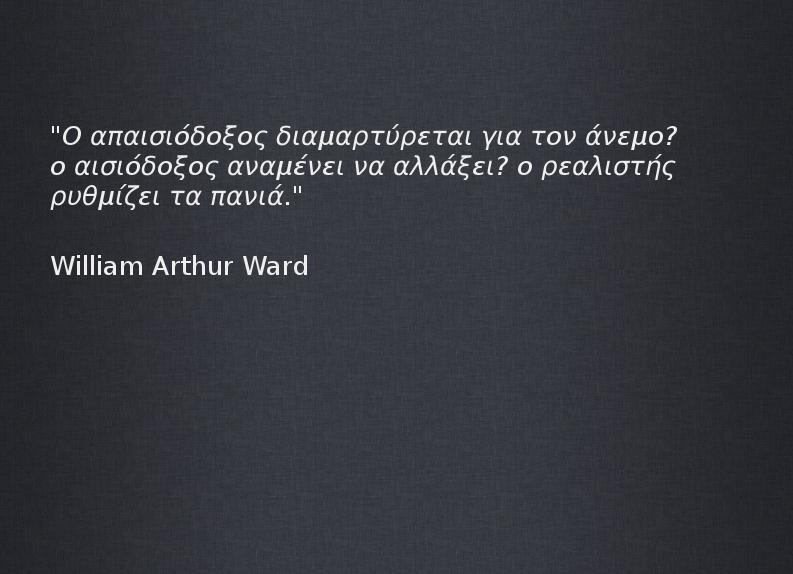 "Ο απαισιόδοξος διαμαρτύρεται για τον άνεμο?
ο αισιόδοξος αναμένει να αλλάξει? ο ρεαλιστής
ρυθμίζει τα πανιά."
William Arthur Ward